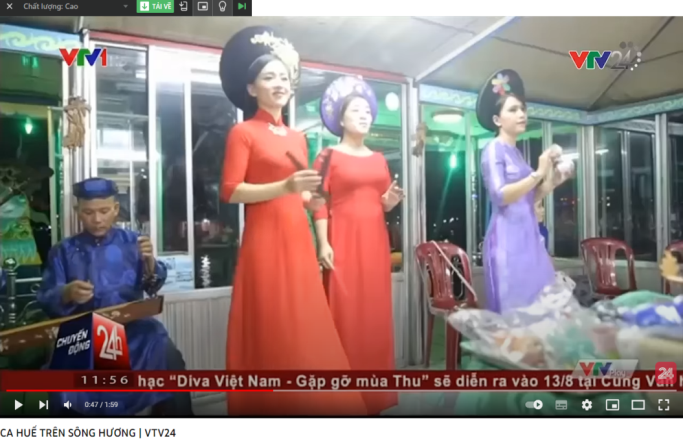 Chất lượng: Cao
TẢI VỀ
VTV1
VTV24
CHUYỂN ĐỘNG
24h
VTV
24
11:56 hạc "Diva Việt Nam - Gặp gỡ mùa Thu" sẽ diễn ra vào 13/8 tại Cung Văn h
0:47 / 1:59
CA HUẾ TRÊN SÔNG HƯƠNG | VTV24